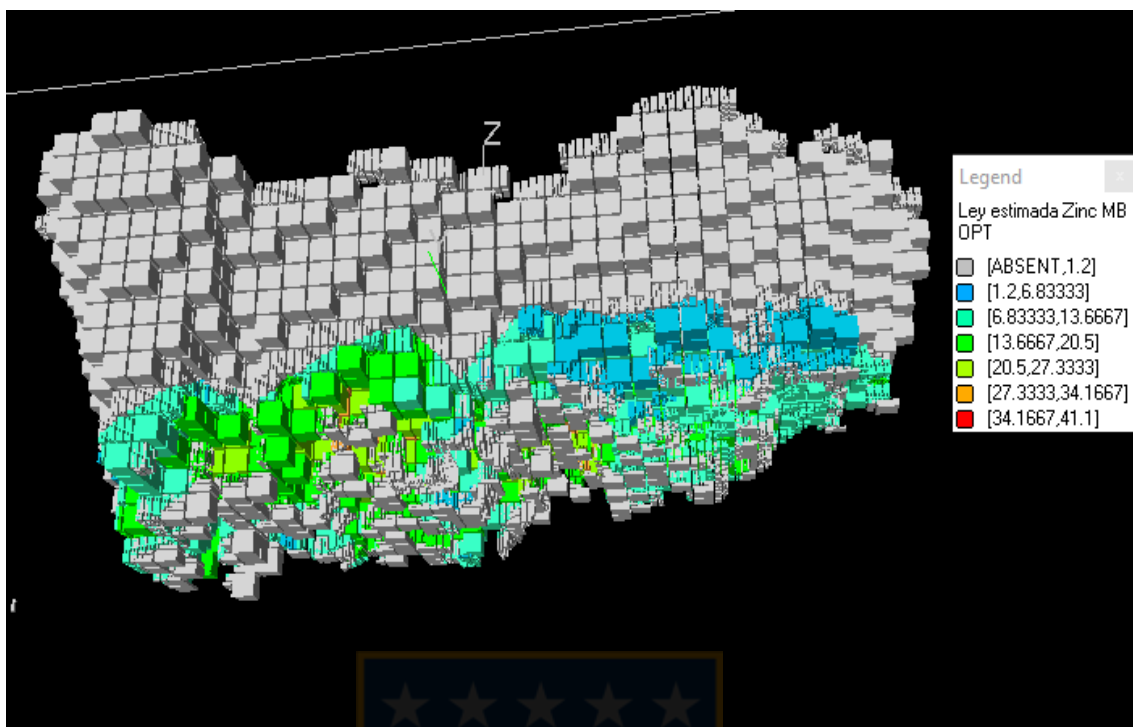 Z
Y
Legend
x
Ley estimada Zinc MB
OPT
[ABSENT,1.2]
[1.2,6.83333]
[6.83333,13.6667]
[13.6667,20.5]
[20.5,27.3333]
[27.3333,34.1667]
[34.1667,41.1]